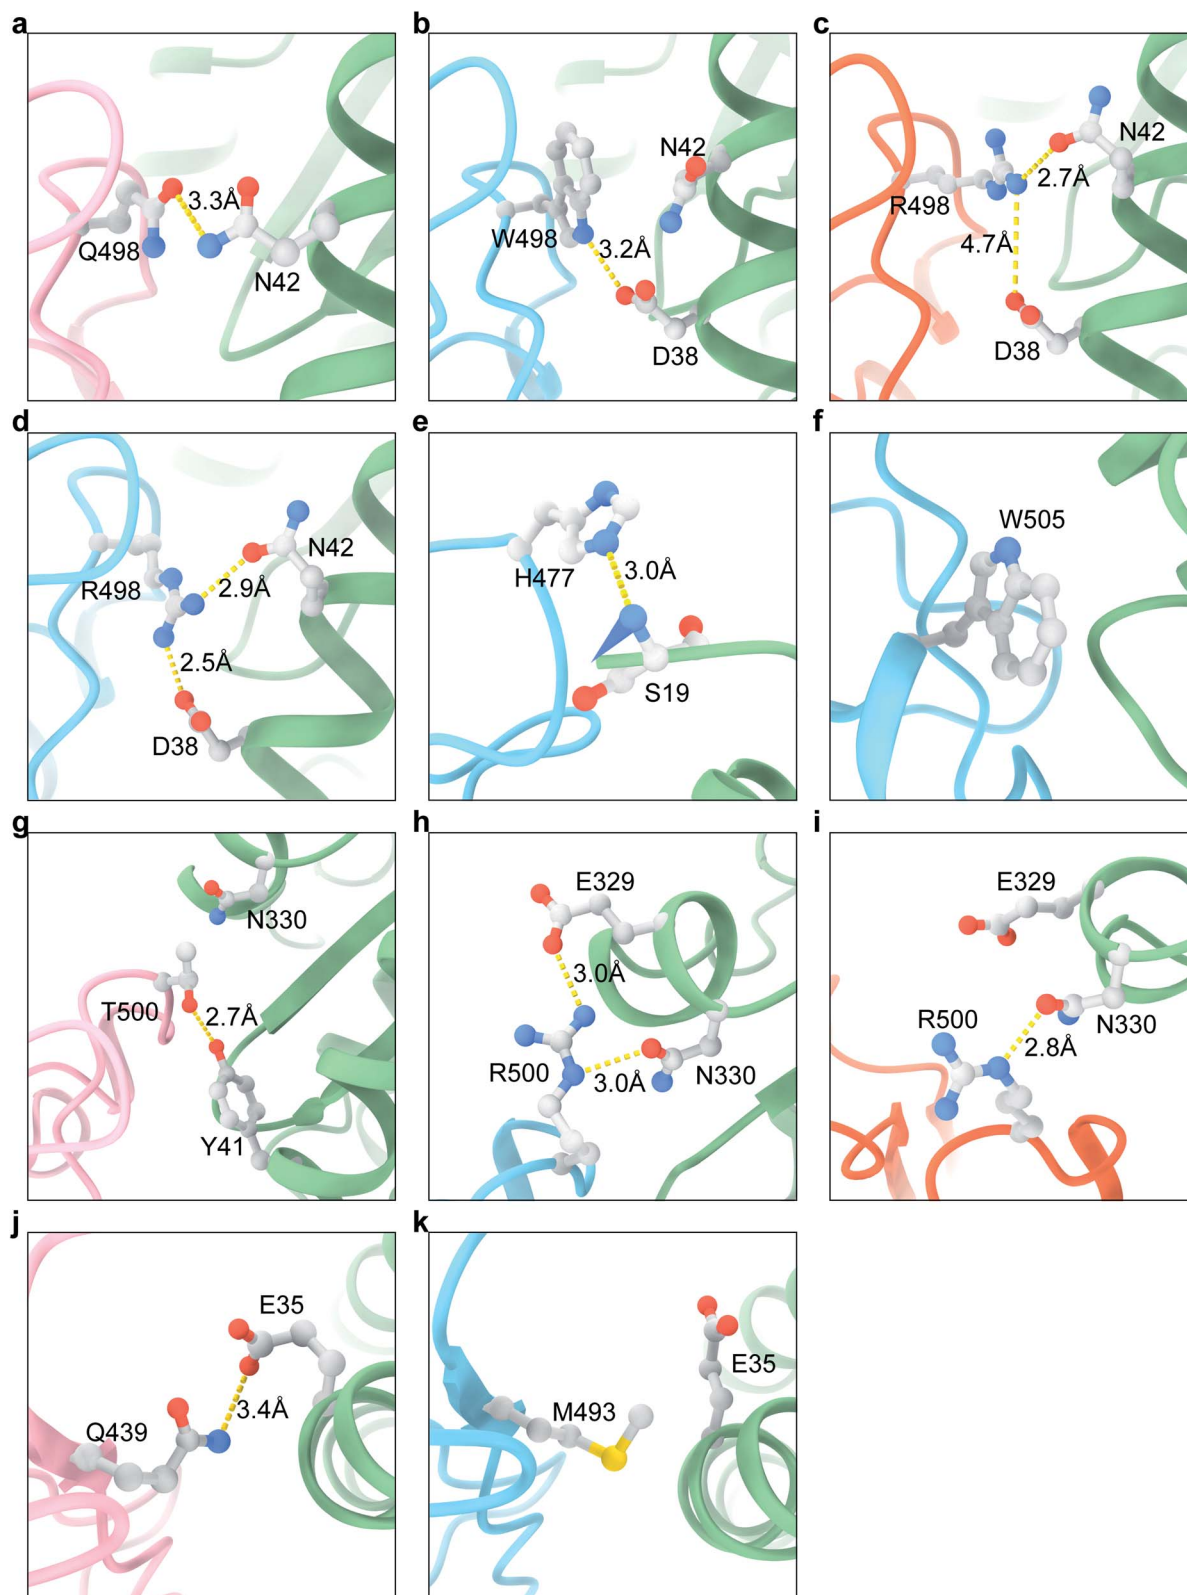 a
3.3Å
Q498
N42
b
N42
W498
3.2Å
D38
c
N42
R498
2.7Å
4.7Å
D38
d
N42
R498
2.9Å
2.5Å
D38
e
H477
3.0Å
S19
f
W505
g
N330
T500
2.7Å
Y41
h
E329
3.0Å
R500
3.0Å
N330
i
E329
R500
N330
2.8Å
j
E35
3.4Å
Q439
k
E35
M493